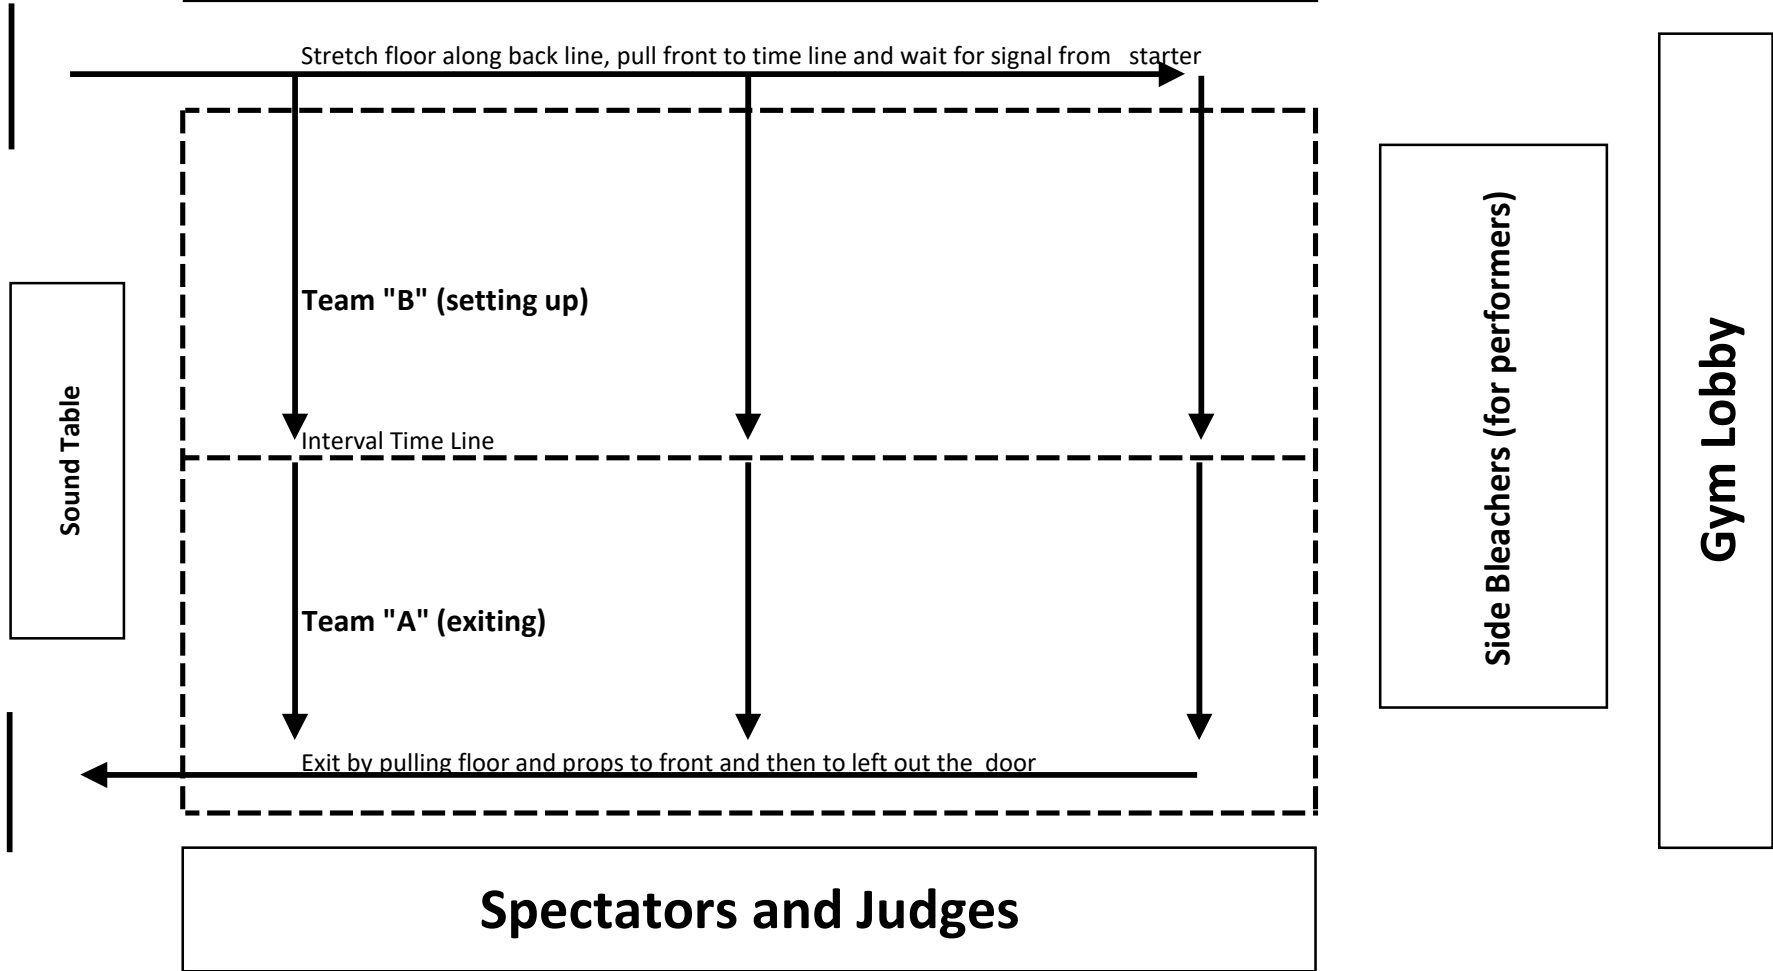 Stretch floor along back line, pull front to time line and wait for signal from starter
Team "B" (setting up)
Interval Time Line
Team "A" (exiting)
Exit by pulling floor and props to front and then to left out the door
Sound Table
Side Bleachers (for performers)
Gym Lobby
Spectators and Judges